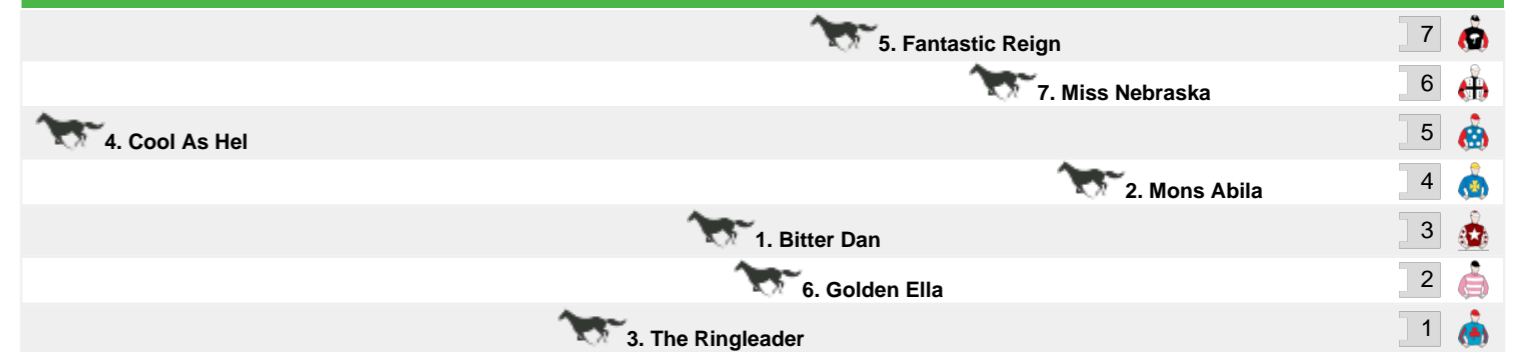 5. Fantastic Reign 7
7. Miss Nebraska 6
4. Cool As Hel 5
2. Mons Abila 4
1. Bitter Dan 3
6. Golden Ella 2
3. The Ringleader 1